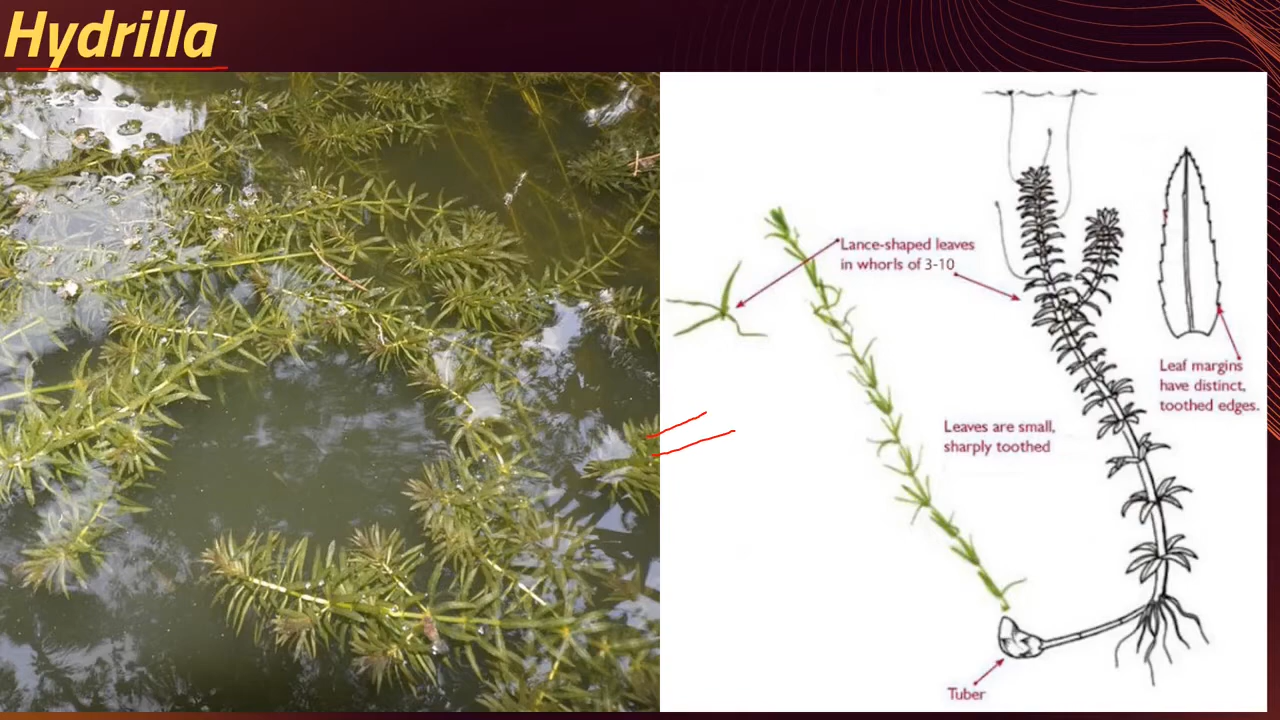 Hydrilla
Lance-shaped leaves
in whorls of 3-10
Leaf margins
have distinct,
toothed edges.
Leaves are small,
sharply toothed
Tuber